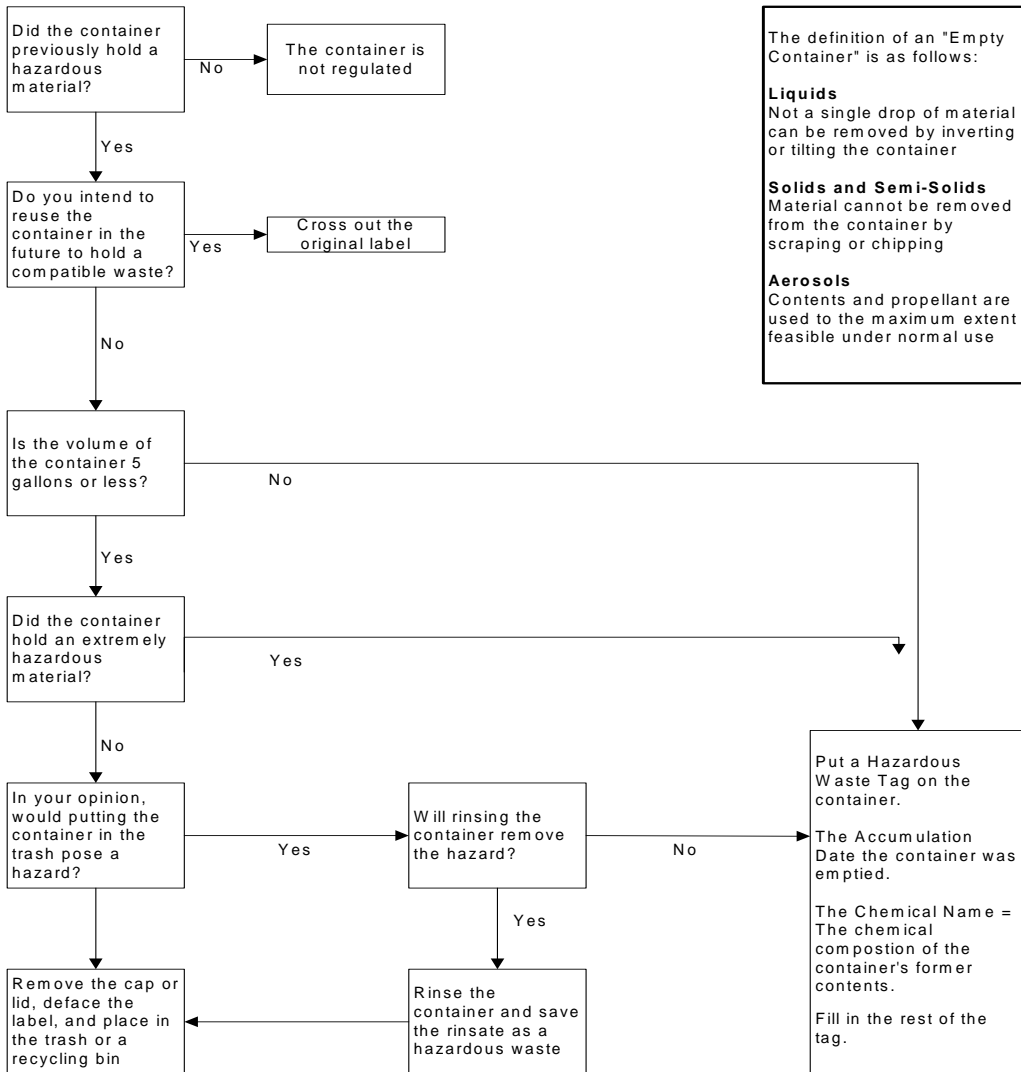 Did the container
previously hold a
hazardous
material?
No
The container is
not regulated
Yes
Do you intend to
reuse the
container in the
future to hold a
compatible waste?
Yes
Cross out the
original label
No
Is the volume of
the container 5
gallons or less?
No
Yes
Did the container
hold an extremely
hazardous
material?
Yes
No
In your opinion,
would putting the
container in the
trash pose a
hazard?
Yes
Will rinsing the
container remove
the hazard?
No
Yes
Remove the cap or
lid, deface the
label, and place in
the trash or a
recycling bin
Rinse the
container and save
the rinsate as a
hazardous waste
Put a Hazardous
Waste Tag on the
container.
The Accumulation
Date the container was
emptied.
The Chemical Name =
The chemical
compostion of the
container's former
contents.
Fill in the rest of the
tag.
The definition of an "Empty
Container" is as follows:
Liquids
Not a single drop of material
can be removed by inverting
or tilting the container
Solids and Semi-Solids
Material cannot be removed
from the container by
scraping or chipping
Aerosols
Contents and propellant are
used to the maximum extent
feasible under normal use